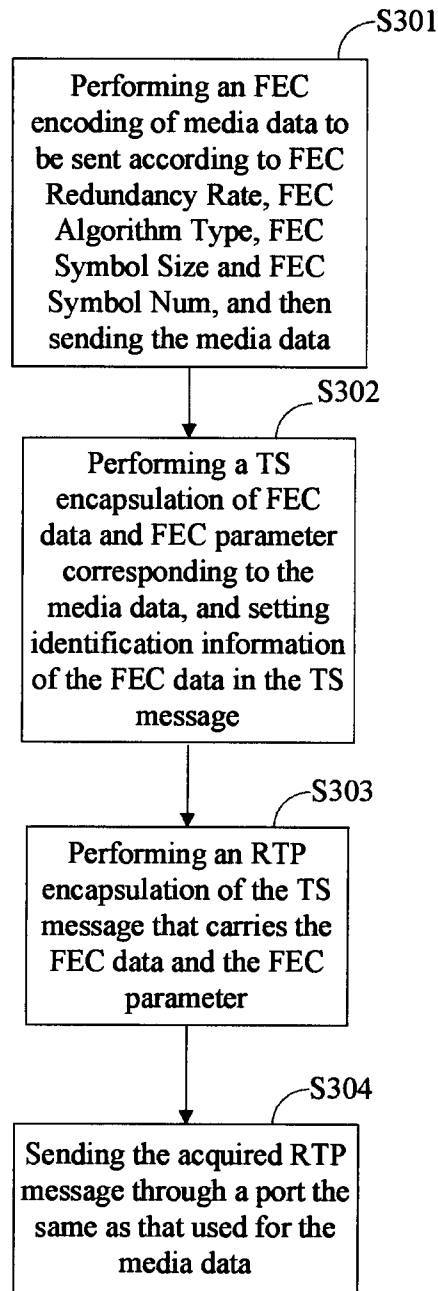 S301
Performing an FEC
encoding of media data to
be sent according to FEC
Redundancy Rate, FEC
Algorithm Type, FEC
Symbol Size and FEC
Symbol Num, and then
sending the media data
S302
Performing a TS
encapsulation of FEC
data and FEC parameter
corresponding to the
media data, and setting
identification information
of the FEC data in the TS
message
S303
Performing an RTP
encapsulation of the TS
message that carries the
FEC data and the FEC
parameter
S304
Sending the acquired RTP
message through a port the
same as that used for the
media data